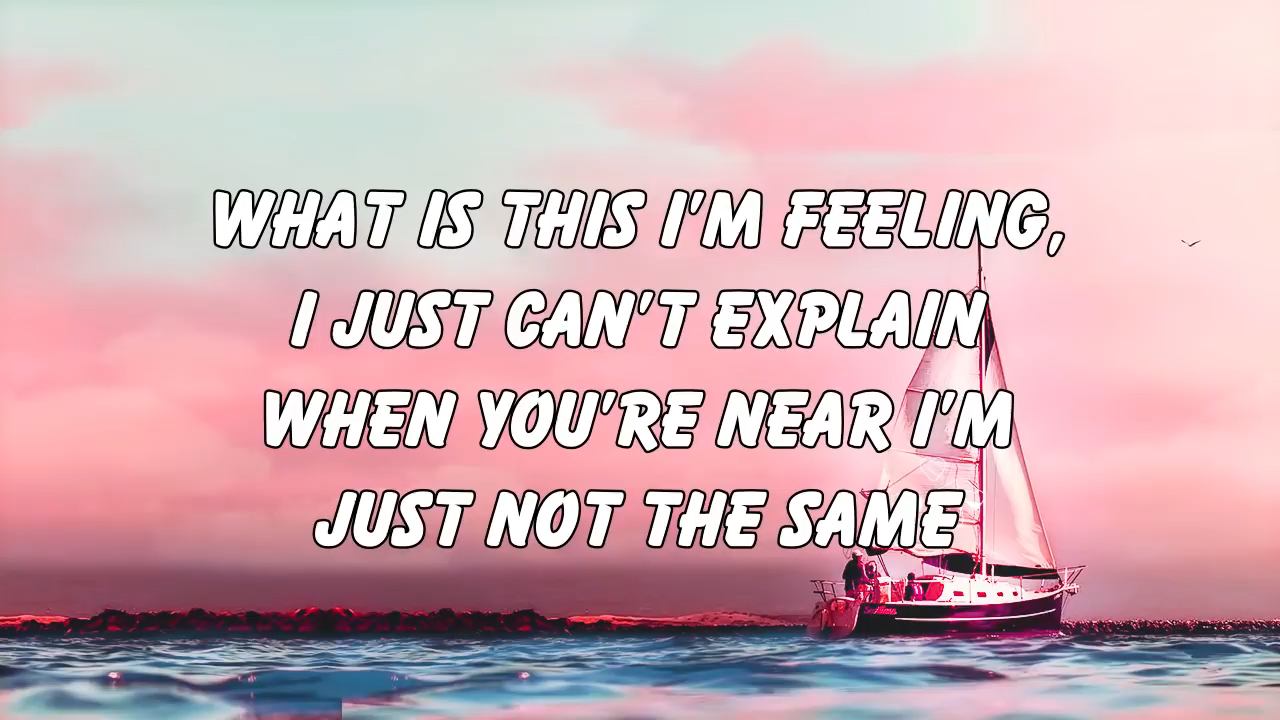 WHAT IS THIS I'M FEELING,
I JUST CAN'T EXPLAIN
WHEN YOU'RE NEAR I'M
JUST NOT THE SAME